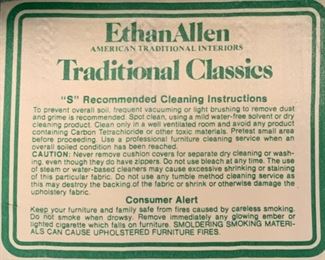 Ethan Allen
AMERICAN TRADITIONAL INTERIORS
Traditional Classics
"S" Recommended Cleaning Instructions
To prevent overall soil, frequent vacuuming or light brushing to remove dust
and grime is recommended. Spot clean, using a mild water-free solvent or dry
cleaning product. Clean only in a well ventilated room and avoid any product
containing Carbon Tetrachloride or other toxic materials. Pretest small area
before proceeding. Use a professional furniture cleaning service when an
overall soiled condition has been reached.
CAUTION: Never remove cushion covers for separate dry cleaning or wash-
ing, even though they do have zippers. Do not use bleach at any time. The use
of steam or water-based cleaners may cause excessive shrinking or staining
of this particular fabric. Do not use any tumble cleaning service as this
may destroy the backing of the fabric or shrink or otherwise damage the
upholstery fabric.
Consumer Alert
Keep your furniture and family safe from fires caused by careless smoking.
Do not smoke when drowsy. Remove immediately any glowing ember or
lighted cigarette which falls on furniture. SMOLDERING SMOKING MATERI-
ALS CAN CAUSE UPHOLSTERED FURNITURE FIRES.